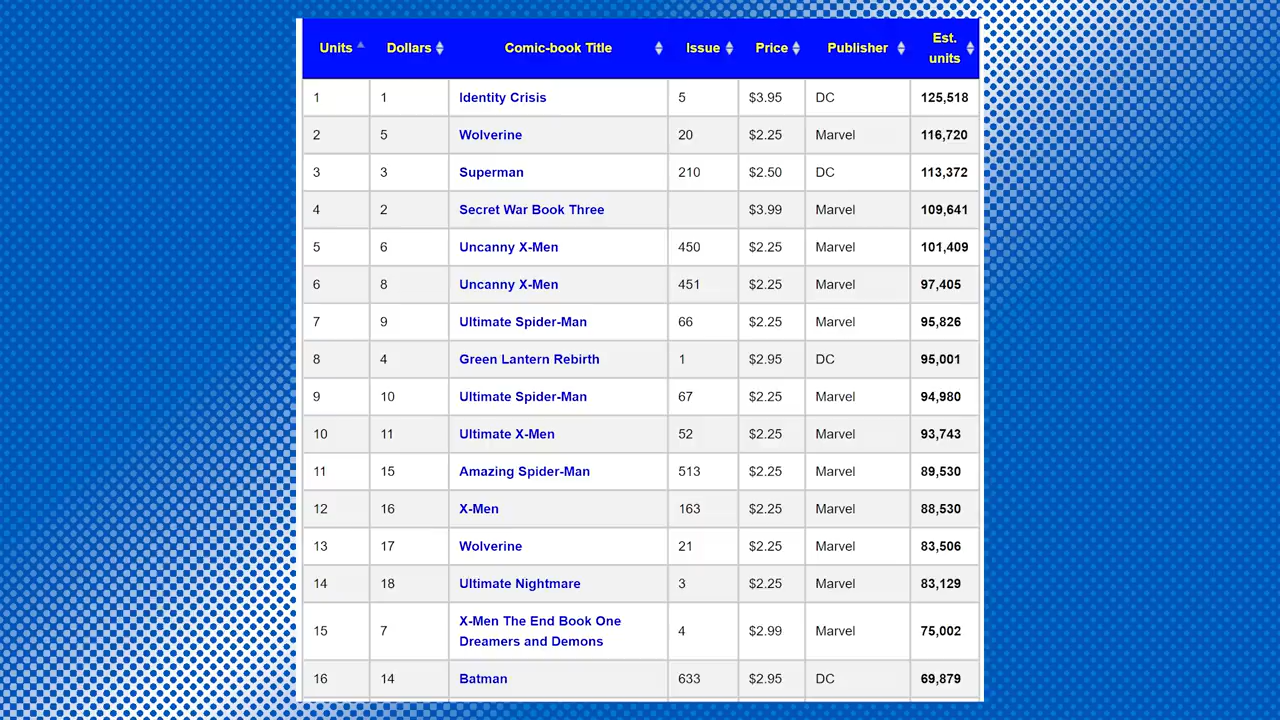 Units Dollars Comic-book Title Issue Price Publisher Est. units
1 1 Identity Crisis 5 $3.95 DC 125,518
2 5 Wolverine 20 $2.25 Marvel 116,720
3 3 Superman 210 $2.50 DC 113,372
4 2 Secret War Book Three $3.99 Marvel 109,641
5 6 Uncanny X-Men 450 $2.25 Marvel 101,409
6 8 Uncanny X-Men 451 $2.25 Marvel 97,405
7 9 Ultimate Spider-Man 66 $2.25 Marvel 95,826
8 4 Green Lantern Rebirth 1 $2.95 DC 95,001
9 10 Ultimate Spider-Man 67 $2.25 Marvel 94,980
10 11 Ultimate X-Men 52 $2.25 Marvel 93,743
11 15 Amazing Spider-Man 513 $2.25 Marvel 89,530
12 16 X-Men 163 $2.25 Marvel 88,530
13 17 Wolverine 21 $2.25 Marvel 83,506
14 18 Ultimate Nightmare 3 $2.25 Marvel 83,129
15 7 X-Men The End Book One Dreamers and Demons 4 $2.99 Marvel 75,002
16 14 Batman 633 $2.95 DC 69,879